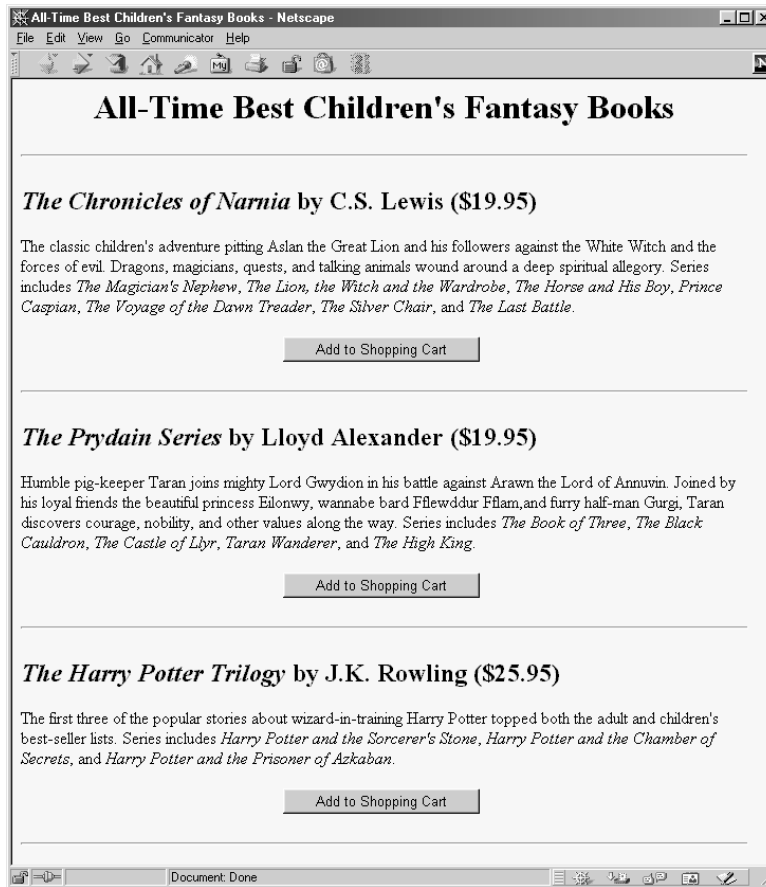 All-Time Best Children's Fantasy Books - Netscape
File Edit View Go Communicator Help
My
N
All-Time Best Children's Fantasy Books
The Chronicles of Narnia by C.S. Lewis ($19.95)
The classic children's adventure pitting Aslan the Great Lion and his followers against the White Witch and the
forces of evil. Dragons, magicians, quests, and talking animals wound around a deep spiritual allegory. Series
includes The Magician's Nephew, The Lion, the Witch and the Wardrobe, The Horse and His Boy, Prince
Caspian, The Voyage of the Dawn Treader, The Silver Chair, and The Last Battle.
Add to Shopping Cart
The Prydain Series by Lloyd Alexander ($19.95)
Humble pig-keeper Taran joins mighty Lord Gwydion in his battle against Arawn the Lord of Annuvin. Joined by
his loyal friends the beautiful princess Eilonwy, wannabe bard Fflewddur Fflam,and furry half-man Gurgi, Taran
discovers courage, nobility, and other values along the way. Series includes The Book of Three, The Black
Cauldron, The Castle of Llyr, Taran Wanderer, and The High King.
Add to Shopping Cart
The Harry Potter Trilogy by J.K. Rowling ($25.95)
The first three of the popular stories about wizard-in-training Harry Potter topped both the adult and children's
best-seller lists. Series includes Harry Potter and the Sorcerer's Stone, Harry Potter and the Chamber of
Secrets, and Harry Potter and the Prisoner of Azkaban.
Add to Shopping Cart
Document: Done